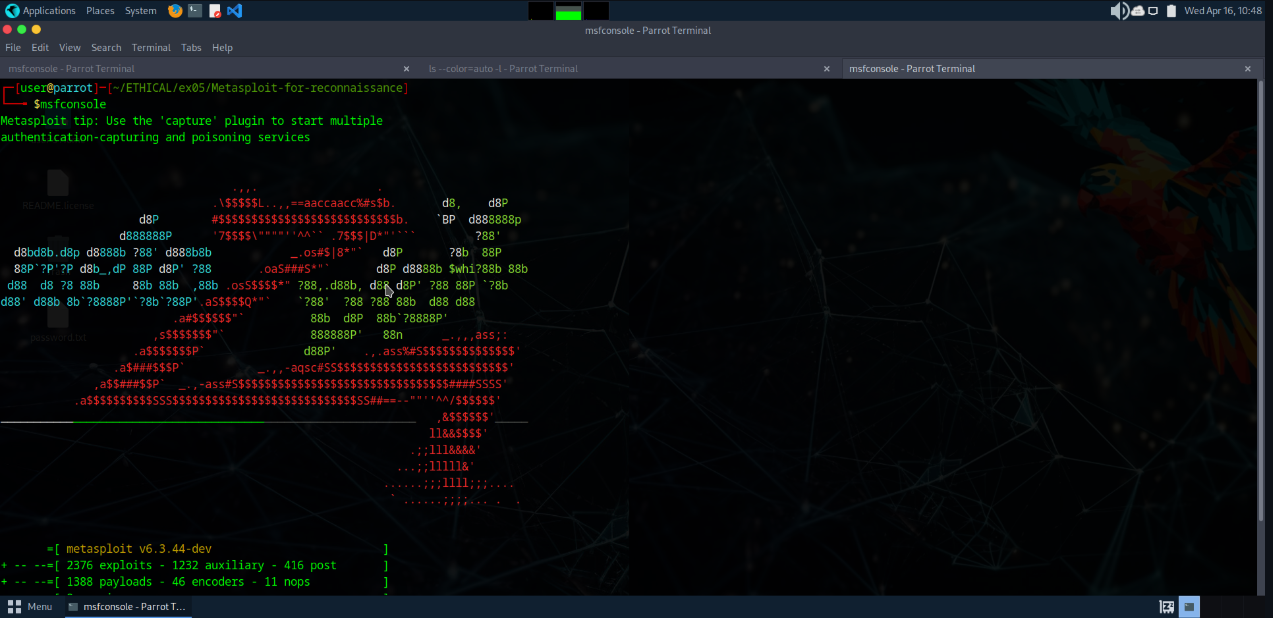 Applications Places System Wed Apr 16, 10:48
msfconsole - Parrot Terminal
File Edit View Search Terminal Tabs Help
msfconsole - Parrot Terminal × ls --color=auto -l - Parrot Terminal × msfconsole - Parrot Terminal ×
┌─[user@parrot]─[~/ETHICAL/ex05/Metasploit-for-reconnaissance]
└──╼ $msfconsole
Metasploit tip: Use the 'capture' plugin to start multiple
authentication-capturing and poisoning services
README.license
password.txt
=[ metasploit v6.3.44-dev ]
+ -- --=[ 2376 exploits - 1232 auxiliary - 416 post ]
+ -- --=[ 1388 payloads - 46 encoders - 11 nops ]
Menu msfconsole - Parrot T...